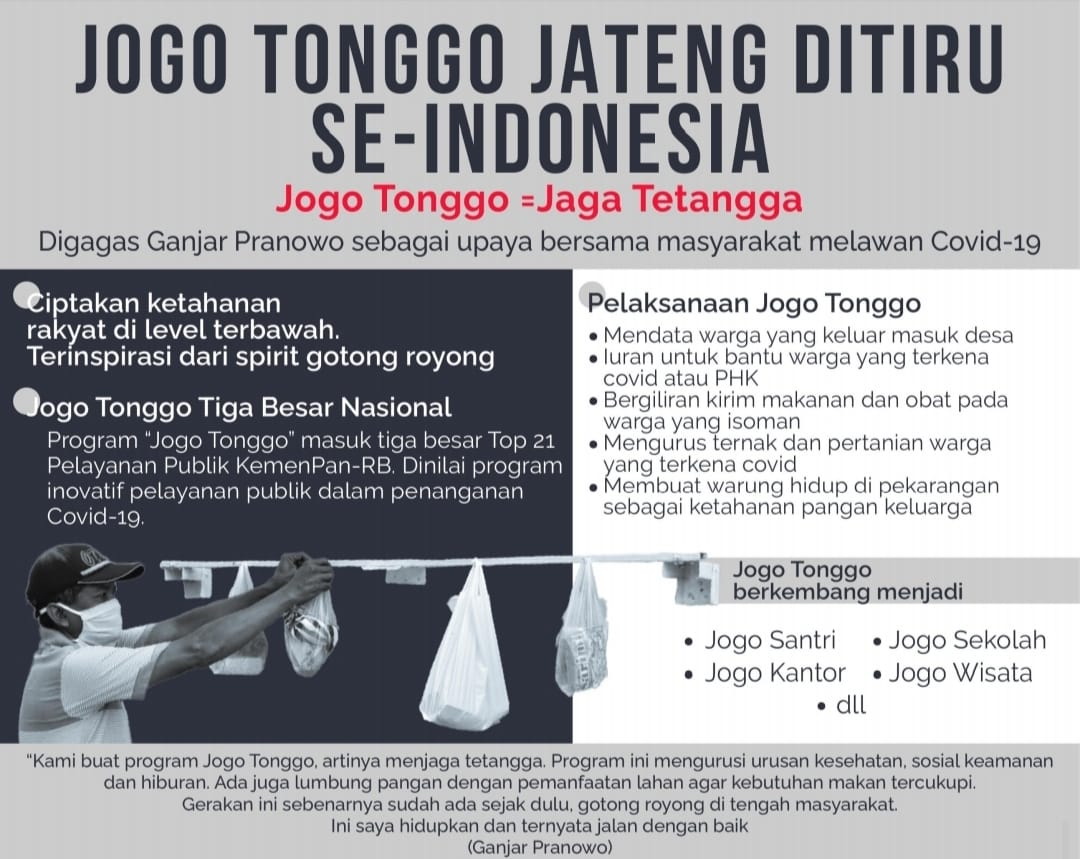 JOGO TONGGO JATENG DITIRU
SE-INDONESIA
Jogo Tonggo =Jaga Tetangga
Digagas Ganjar Pranowo sebagai upaya bersama masyarakat melawan Covid-19
Ciptakan ketahanan
rakyat di level terbawah.
Terinspirasi dari spirit gotong royong
Jogo Tonggo Tiga Besar Nasional
Program “Jogo Tonggo” masuk tiga besar Top 21
Pelayanan Publik KemenPan-RB. Dinilai program
inovatif pelayanan publik dalam penanganan
Covid-19.
Pelaksanaan Jogo Tonggo
• Mendata warga yang keluar masuk desa
• Iuran untuk bantu warga yang terkena
covid atau PHK
• Bergiliran kirim makanan dan obat pada
warga yang isoman
• Mengurus ternak dan pertanian warga
yang terkena covid
• Membuat warung hidup di pekarangan
sebagai ketahanan pangan keluarga
sarimi
Jogo Tonggo
berkembang menjadi
• Jogo Santri • Jogo Sekolah
• Jogo Kantor • Jogo Wisata
• dll
“Kami buat program Jogo Tonggo, artinya menjaga tetangga. Program ini mengurusi urusan kesehatan, sosial keamanan
dan hiburan. Ada juga lumbung pangan dengan pemanfaatan lahan agar kebutuhan makan tercukupi.
Gerakan ini sebenarnya sudah ada sejak dulu, gotong royong di tengah masyarakat.
Ini saya hidupkan dan ternyata jalan dengan baik
(Ganjar Pranowo)